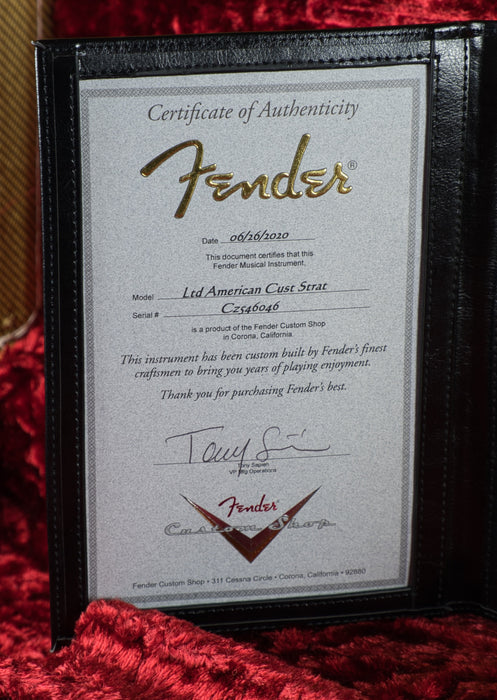 Certificate of Authenticity
Fender®
Date 06/26/2020
This document certifies that this
Fender Musical Instrument,
Model Ltd American Cust Strat
Serial # CZ546046
is a product of the Fender Custom Shop
in Corona, California.
This instrument has been custom built by Fender's finest
craftsmen to bring you years of playing enjoyment.
Thank you for purchasing Fender's best.
Tony Sapien
VP Mfg Operations
Fender
Custom Shop
Fender Custom Shop • 311 Cessna Circle • Corona, California • 92880